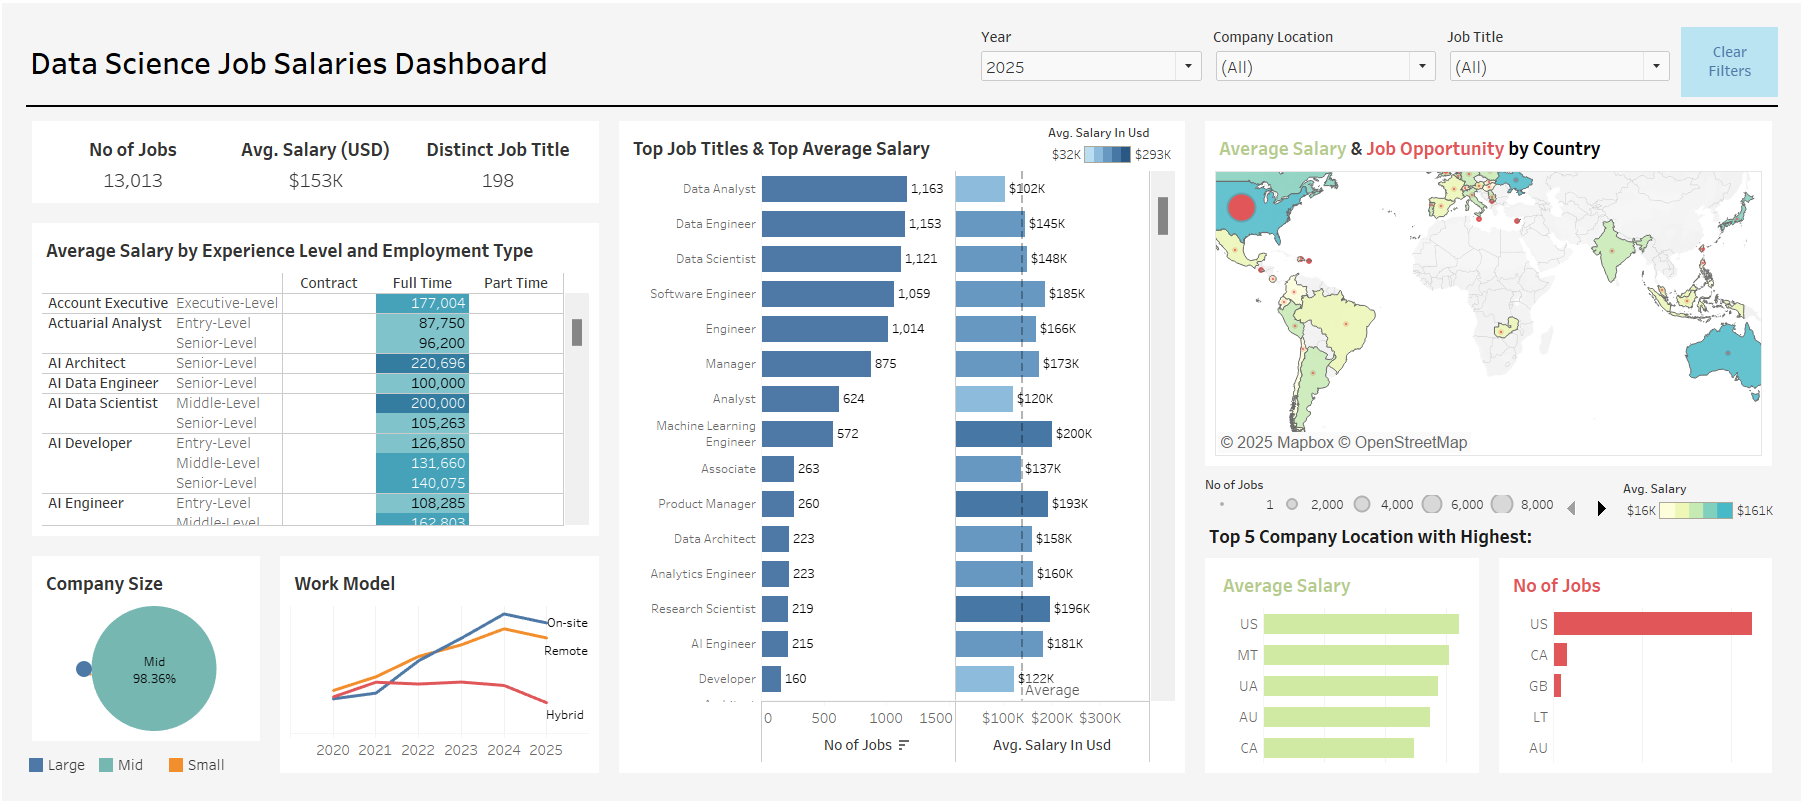 Data Science Job Salaries Dashboard
Year
2025
Company Location
(All)
Job Title
(All)
Clear
Filters
No of Jobs
13,013
Avg. Salary (USD)
$153K
Distinct Job Title
198
Average Salary by Experience Level and Employment Type
Contract Full Time Part Time
Account Executive Executive-Level 177,004
Actuarial Analyst Entry-Level 87,750
Senior-Level 96,200
AI Architect Senior-Level 220,696
AI Data Engineer Senior-Level 100,000
AI Data Scientist Middle-Level 200,000
Senior-Level 105,263
AI Developer Entry-Level 126,850
Middle-Level 131,660
Senior-Level 140,075
AI Engineer Entry-Level 108,285
Middle-Level 162,803
Company Size
Mid
98.36%
Large Mid Small
Work Model
On-site
Remote
Hybrid
2020 2021 2022 2023 2024 2025
Top Job Titles & Top Average Salary
Avg. Salary In Usd
$32K $293K
Data Analyst 1,163 $102K
Data Engineer 1,153 $145K
Data Scientist 1,121 $148K
Software Engineer 1,059 $185K
Engineer 1,014 $166K
Manager 875 $173K
Analyst 624 $120K
Machine Learning
Engineer 572 $200K
Associate 263 $137K
Product Manager 260 $193K
Data Architect 223 $158K
Analytics Engineer 223 $160K
Research Scientist 219 $196K
AI Engineer 215 $181K
Developer 160 $122K
Average
0 500 1000 1500 $100K $200K $300K
No of Jobs Avg. Salary In Usd
Average Salary & Job Opportunity by Country
© 2025 Mapbox © OpenStreetMap
No of Jobs
1 2,000 4,000 6,000 8,000
Avg. Salary
$16K $161K
Top 5 Company Location with Highest:
Average Salary
US
MT
UA
AU
CA
No of Jobs
US
CA
GB
LT
AU